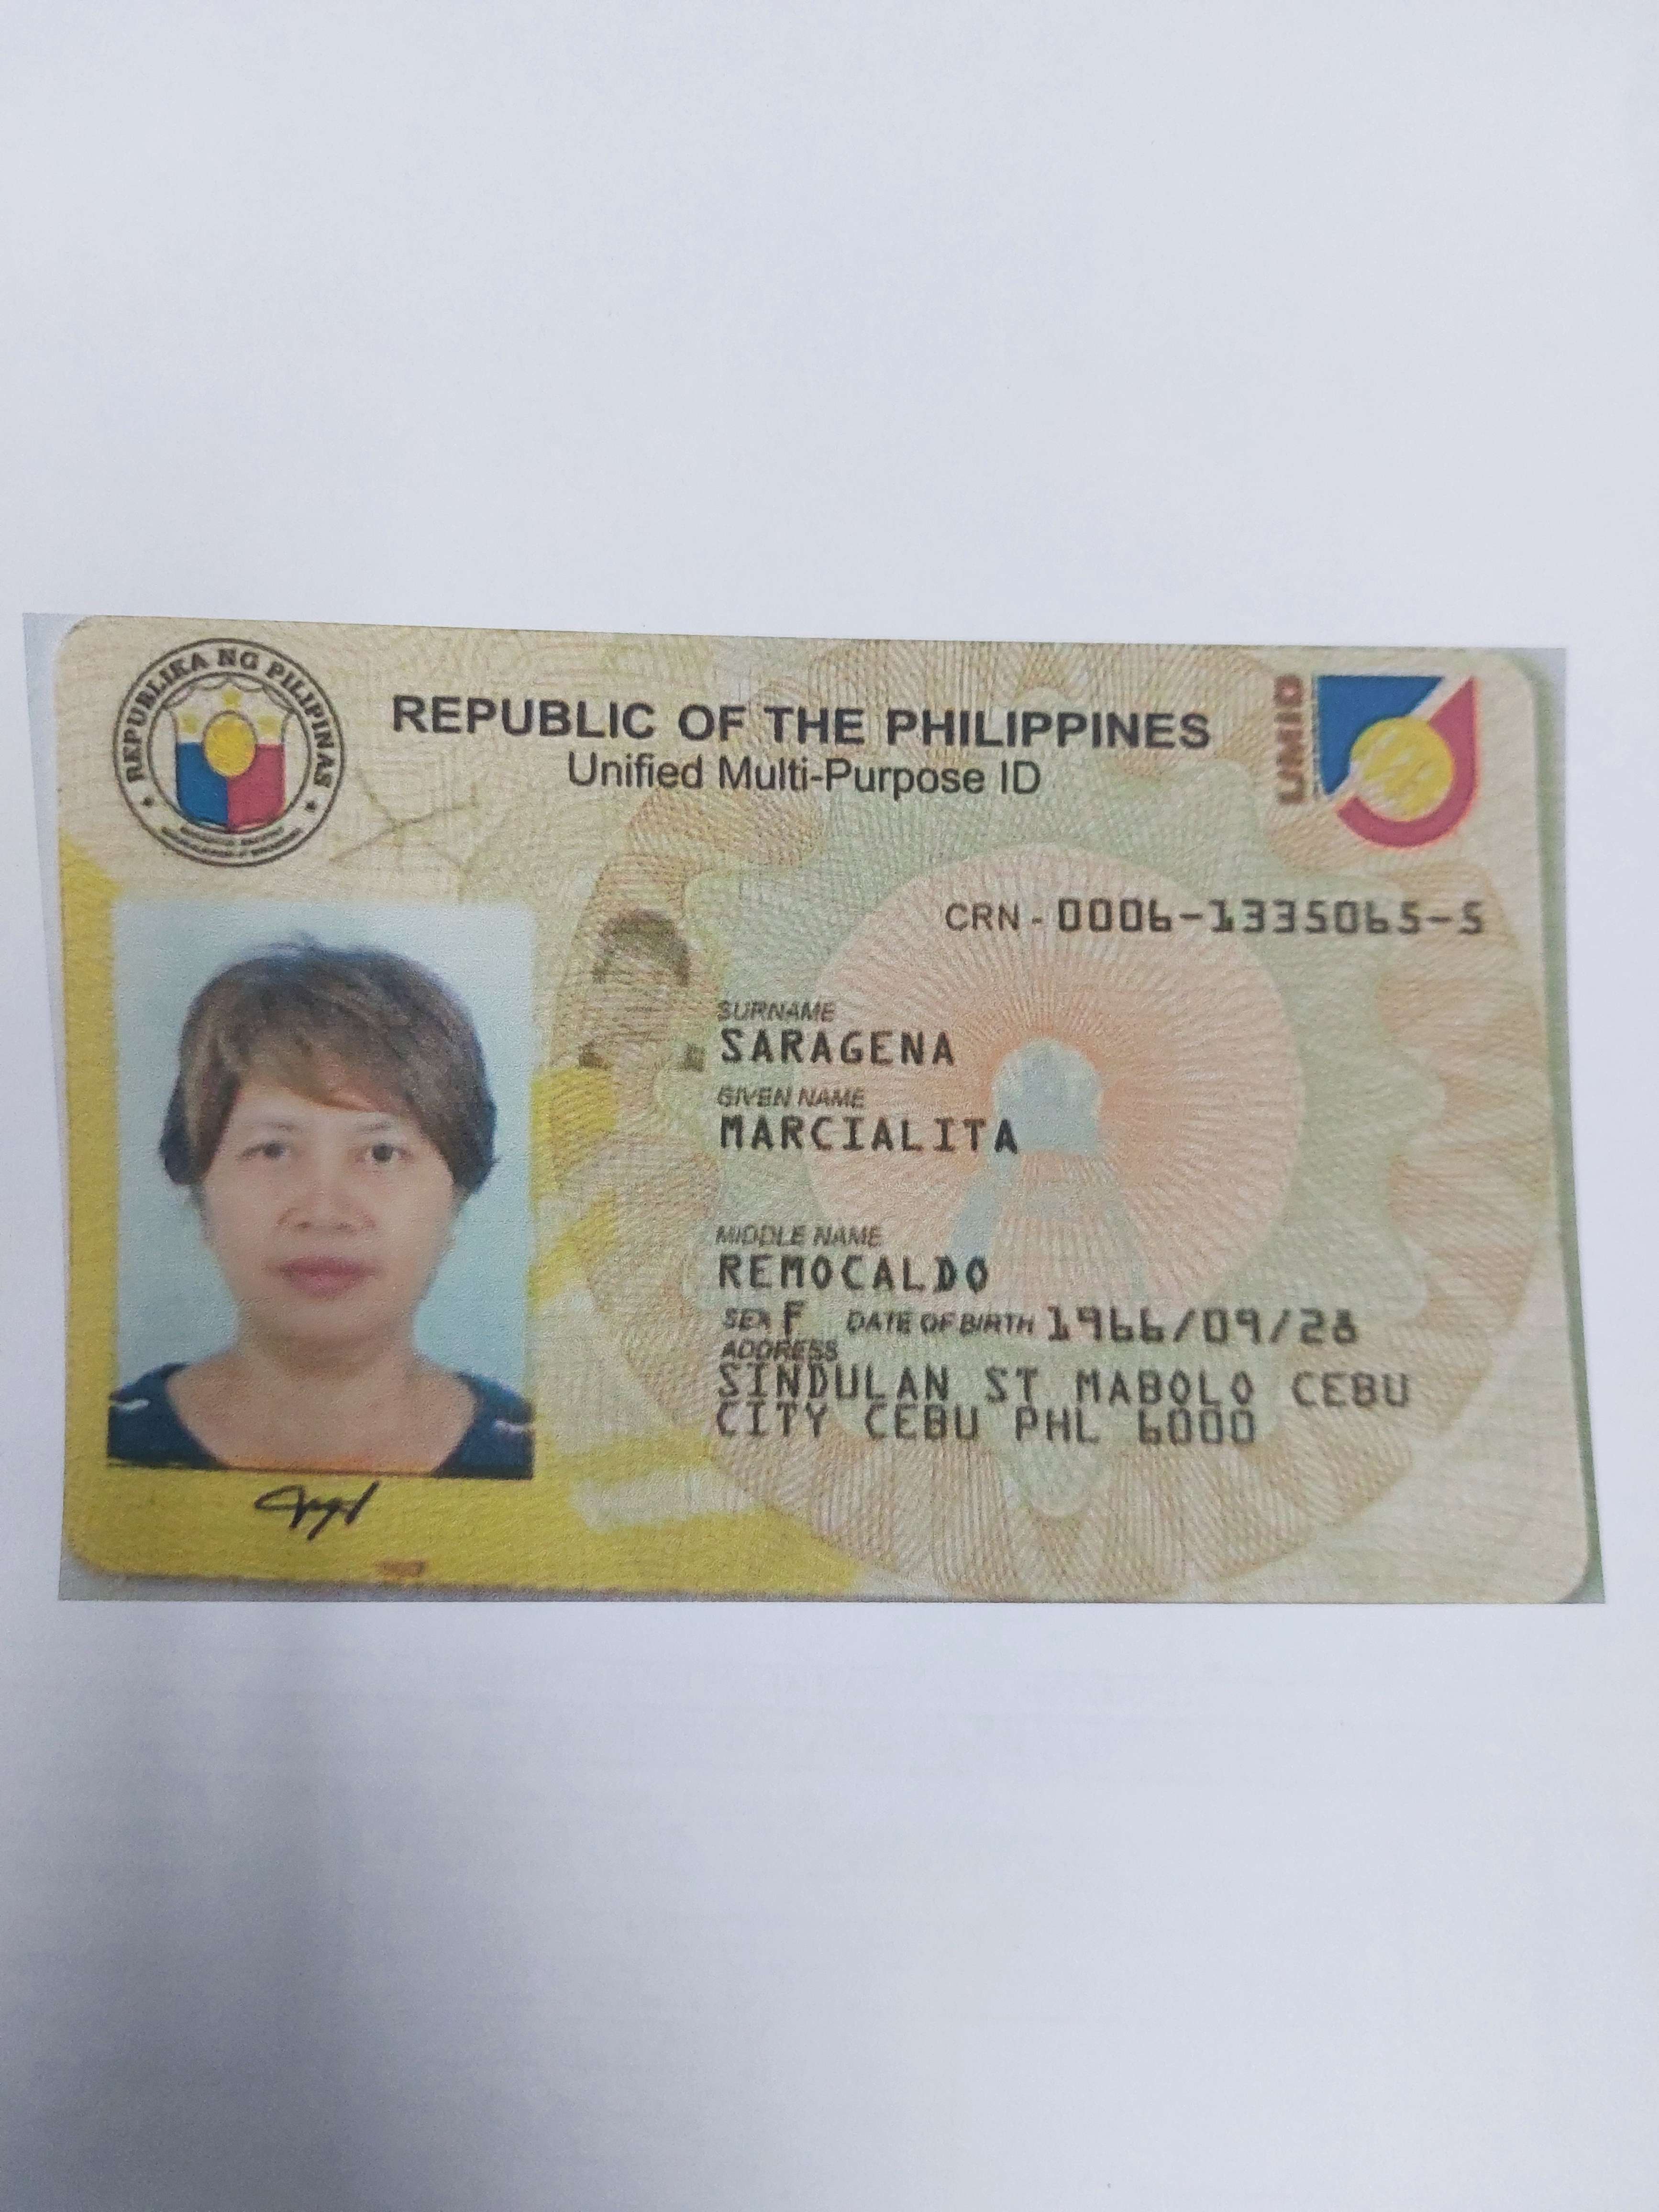 REPUBLIKA NG PILIPINAS
REPUBLIC OF THE PHILIPPINES
Unified Multi-Purpose ID
UMID
CRN - 0006-1335065-5
SURNAME
SARAGENA
GIVEN NAME
MARCIALITA
MIDDLE NAME
REMOCALDO
SEX F DATE OF BIRTH 1966/09/28
ADDRESS
SINDULAN ST MABOLO CEBU
CITY CEBU PHL 6000